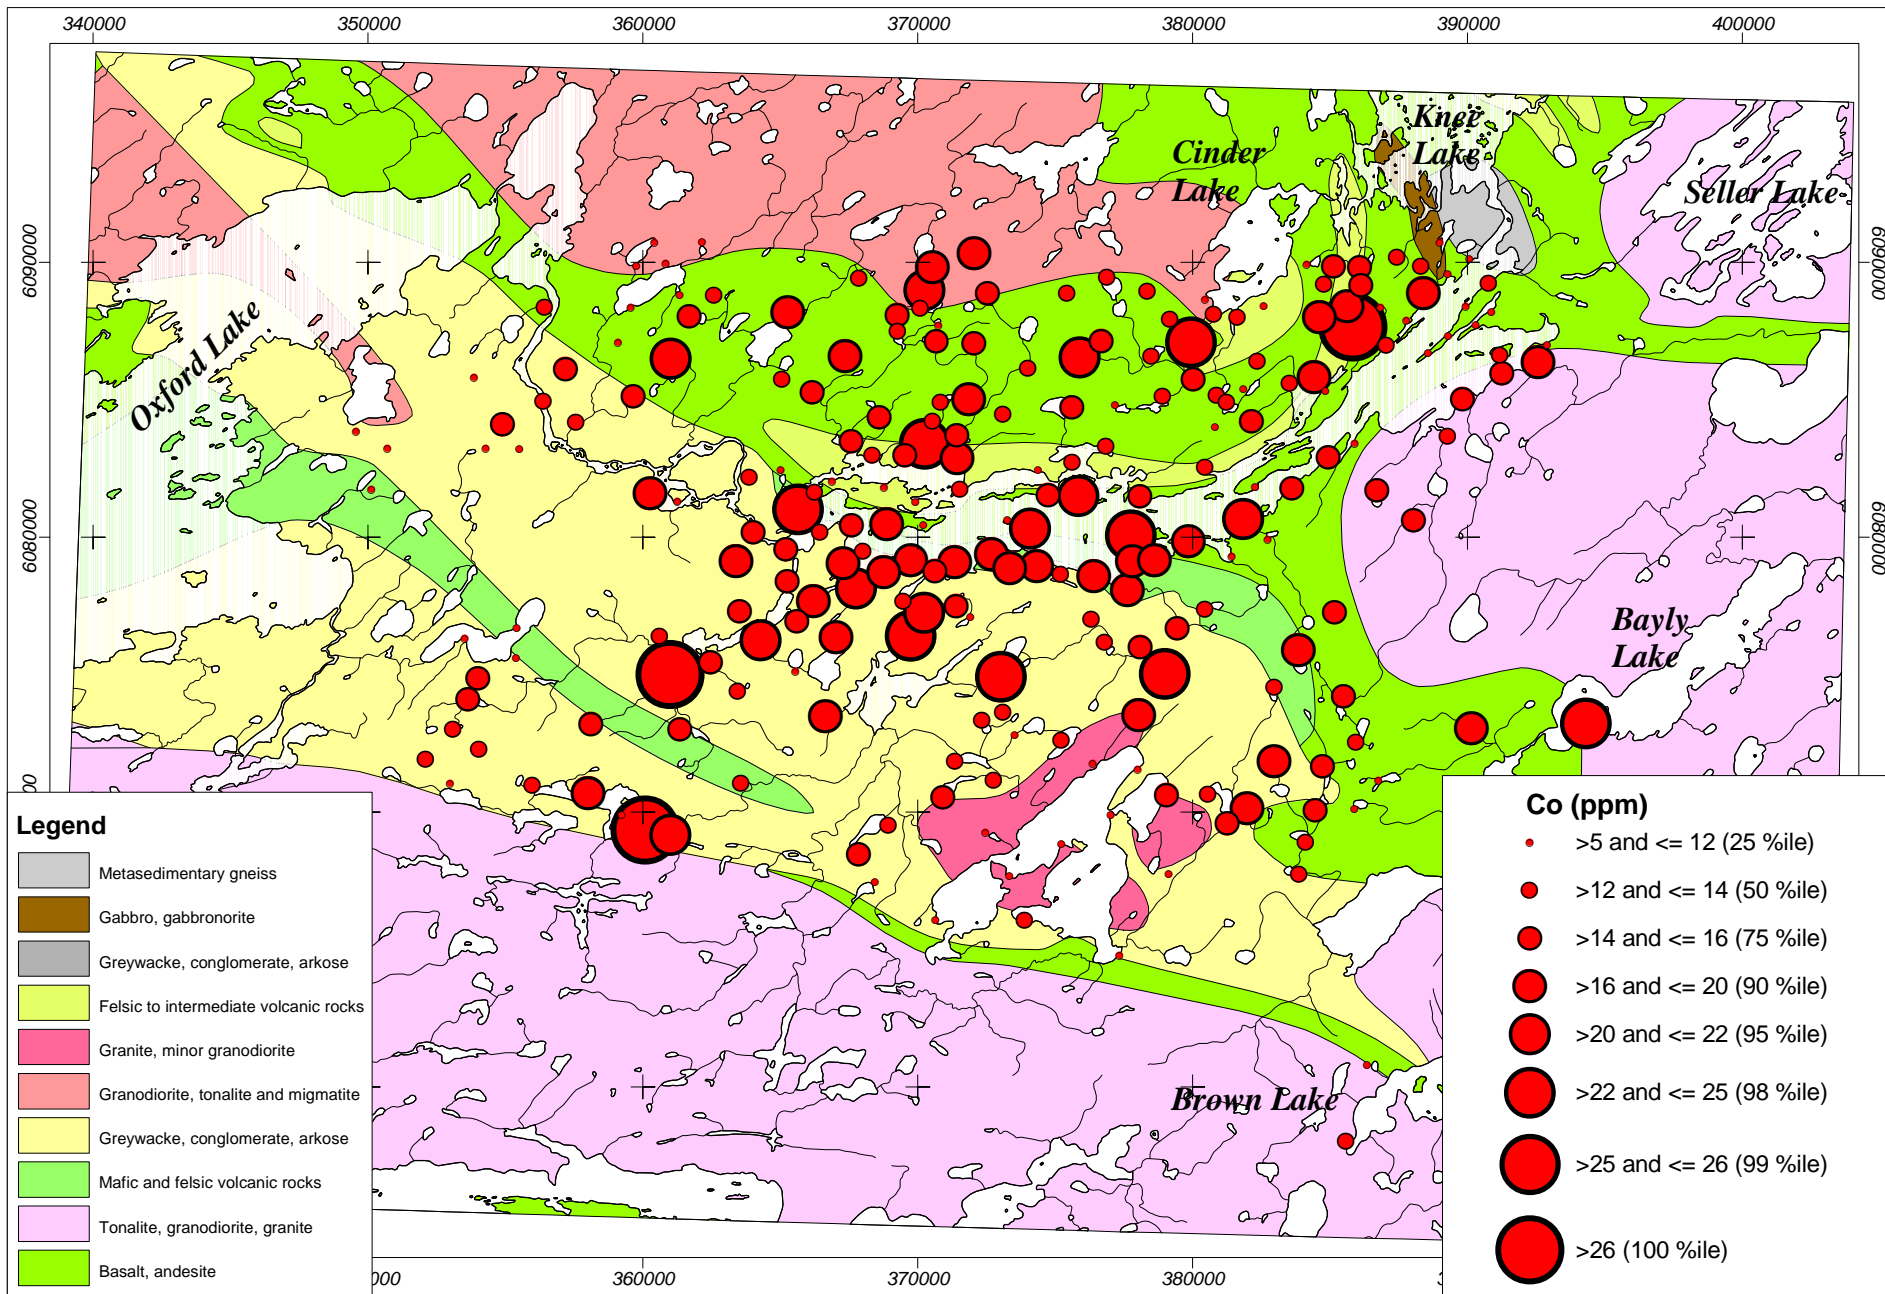 340000
350000
360000
370000
380000
390000
400000
Knee
Lake
Cinder
Lake
Seller Lake
6090000
6090000
Oxford Lake
6080000
6080000
Bayly
Lake
Brown Lake
Legend
Metasedimentary gneiss
Gabbro, gabbronorite
Greywacke, conglomerate, arkose
Felsic to intermediate volcanic rocks
Granite, minor granodiorite
Granodiorite, tonalite and migmatite
Greywacke, conglomerate, arkose
Mafic and felsic volcanic rocks
Tonalite, granodiorite, granite
Basalt, andesite
Co (ppm)
>5 and <= 12 (25 %ile)
>12 and <= 14 (50 %ile)
>14 and <= 16 (75 %ile)
>16 and <= 20 (90 %ile)
>20 and <= 22 (95 %ile)
>22 and <= 25 (98 %ile)
>25 and <= 26 (99 %ile)
>26 (100 %ile)
360000
370000
380000